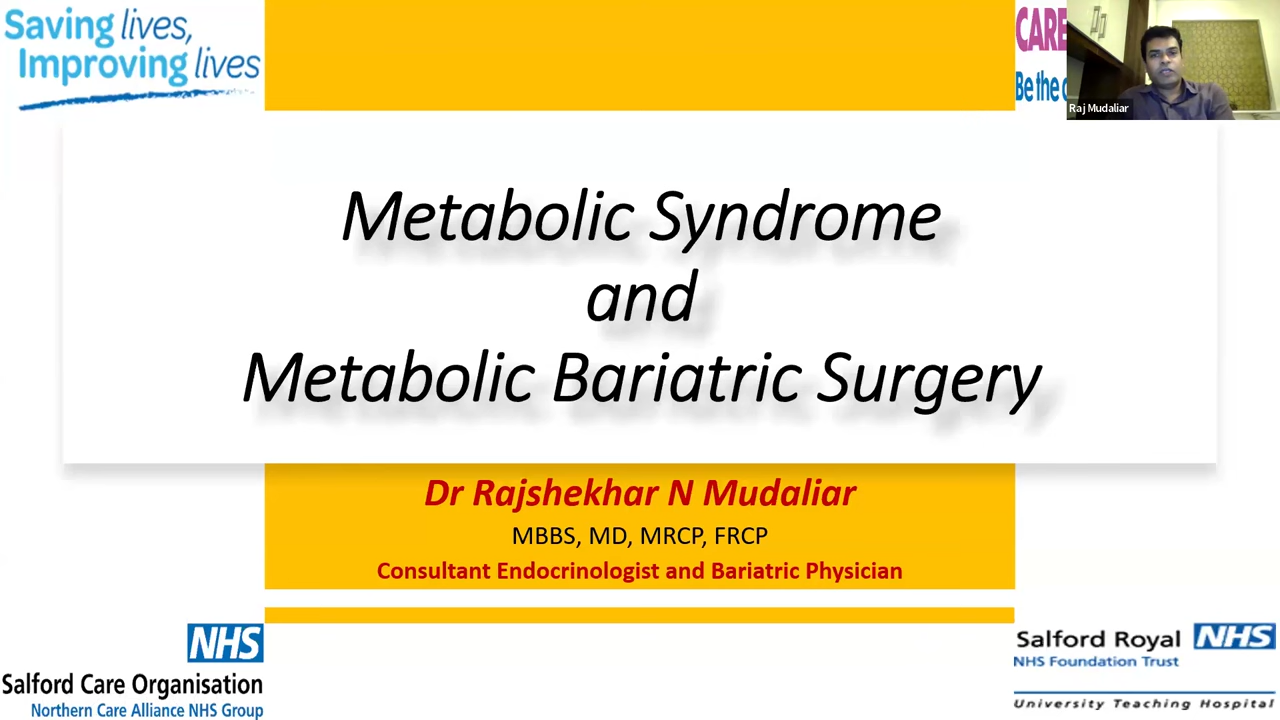 Saving lives,
Improving lives
CARE
Be the
Raj Mudaliar
Metabolic Syndrome
and
Metabolic Bariatric Surgery
Dr Rajshekhar N Mudaliar
MBBS, MD, MRCP, FRCP
Consultant Endocrinologist and Bariatric Physician
NHS
Salford Care Organisation
Northern Care Alliance NHS Group
Salford Royal NHS
NHS Foundation Trust
University Teaching Hospital